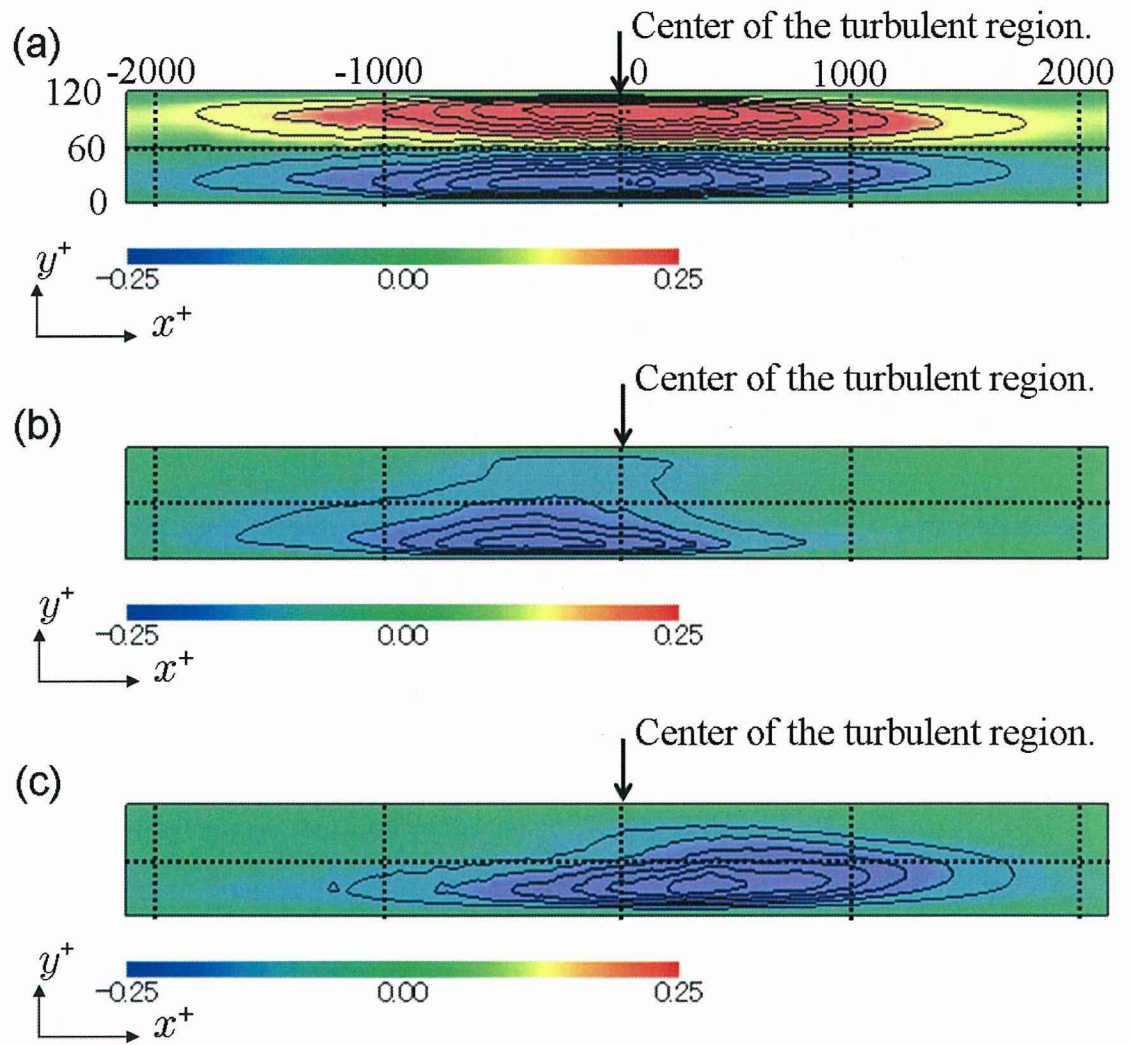 (a)
Center of the turbulent region.
-2000 -1000 0 1000 2000
120
60
0
y+
-0.25 0.00 0.25
x+
Center of the turbulent region.
(b)
y+
-0.25 0.00 0.25
x+
Center of the turbulent region.
(c)
y+
-0.25 0.00 0.25
x+